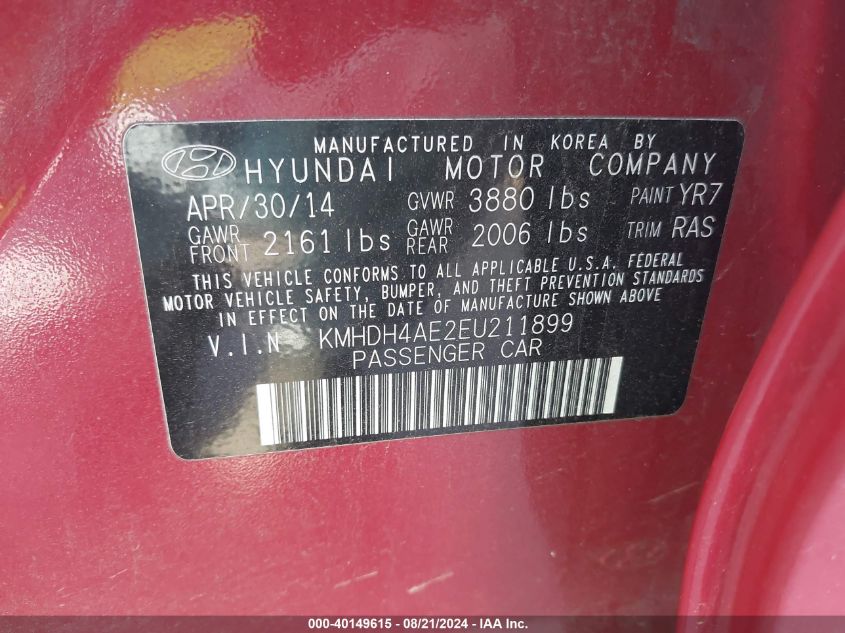 MANUFACTURED IN KOREA BY
HYUNDAI MOTOR COMPANY
APR/30/14 GVWR 3880 lbs PAINT YR7
GAWR FRONT 2161 lbs GAWR REAR 2006 lbs TRIM RAS
THIS VEHICLE CONFORMS TO ALL APPLICABLE U.S.A. FEDERAL
MOTOR VEHICLE SAFETY, BUMPER, AND THEFT PREVENTION STANDARDS
IN EFFECT ON THE DATE OF MANUFACTURE SHOWN ABOVE
V.I.N KMHDH4AE2EU211899
PASSENGER CAR
000-40149615 - 08/21/2024 - IAA Inc.